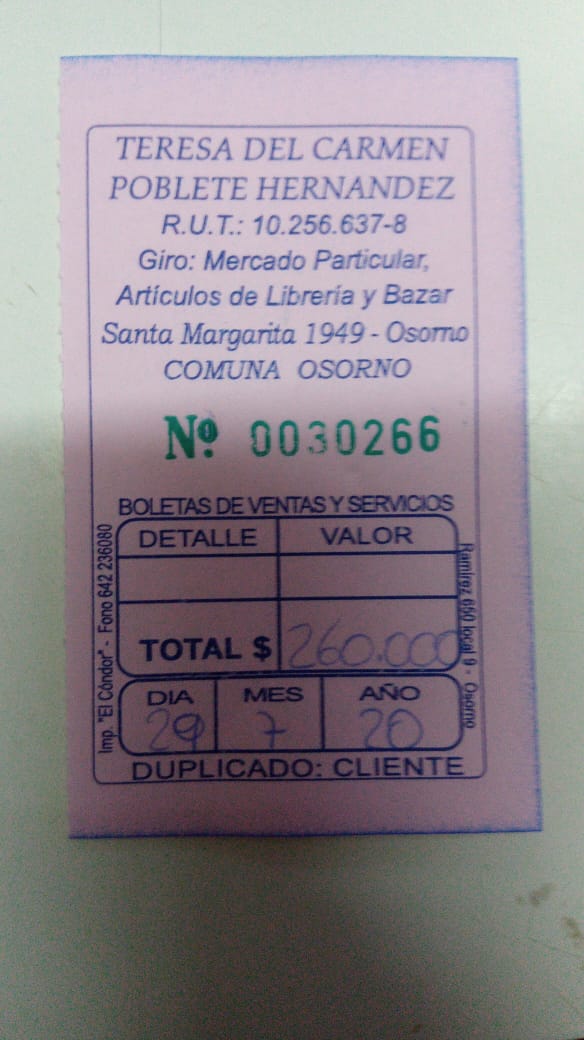 TERESA DEL CARMEN
POBLETE HERNANDEZ
R.U.T.: 10.256.637-8
Giro: Mercado Particular,
Artículos de Librería y Bazar
Santa Margarita 1949 - Osorno
COMUNA OSORNO
Nº 0030266
BOLETAS DE VENTAS Y SERVICIOS
DETALLE VALOR
TOTAL $ 260.000
DIA MES AÑO
29 7 20
DUPLICADO: CLIENTE
Imp. "El Cóndor" - Fono 642 236080
Ramírez 650 local 9 - Osorno